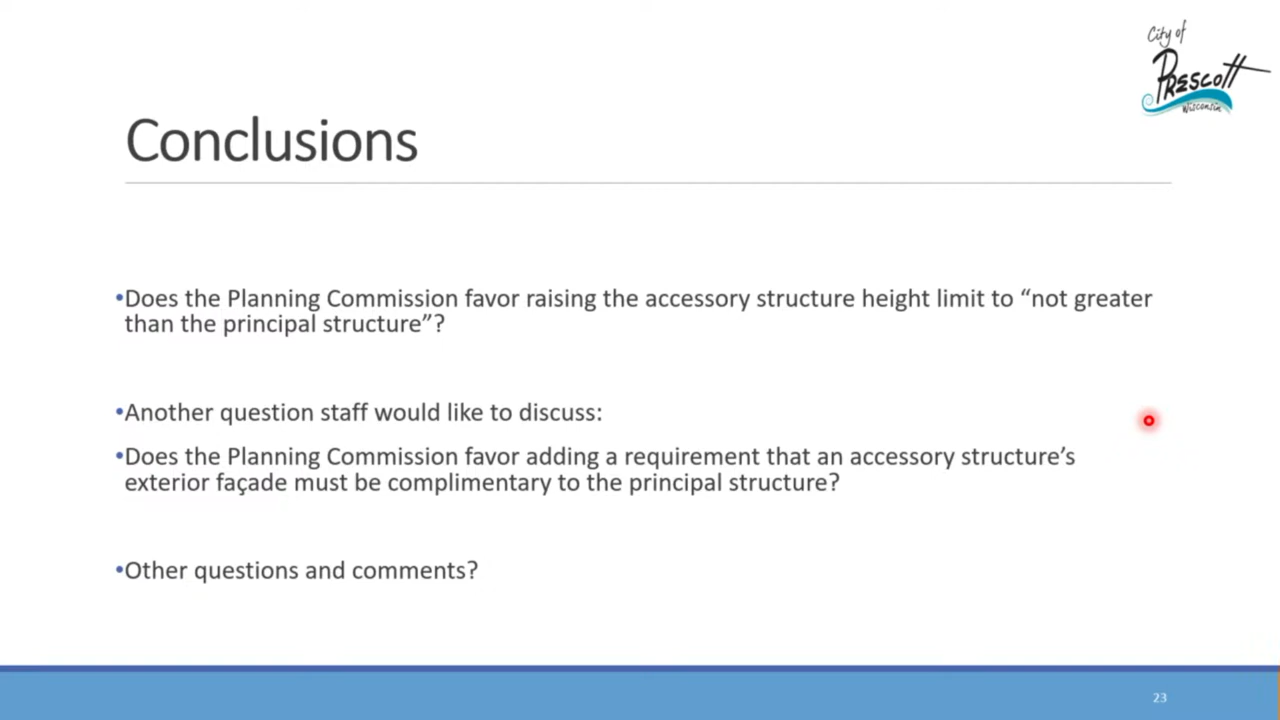 City of
PRESCOTT
Wisconsin
Conclusions
•Does the Planning Commission favor raising the accessory structure height limit to “not greater
than the principal structure”?
•Another question staff would like to discuss:
•Does the Planning Commission favor adding a requirement that an accessory structure’s
exterior façade must be complimentary to the principal structure?
•Other questions and comments?
23